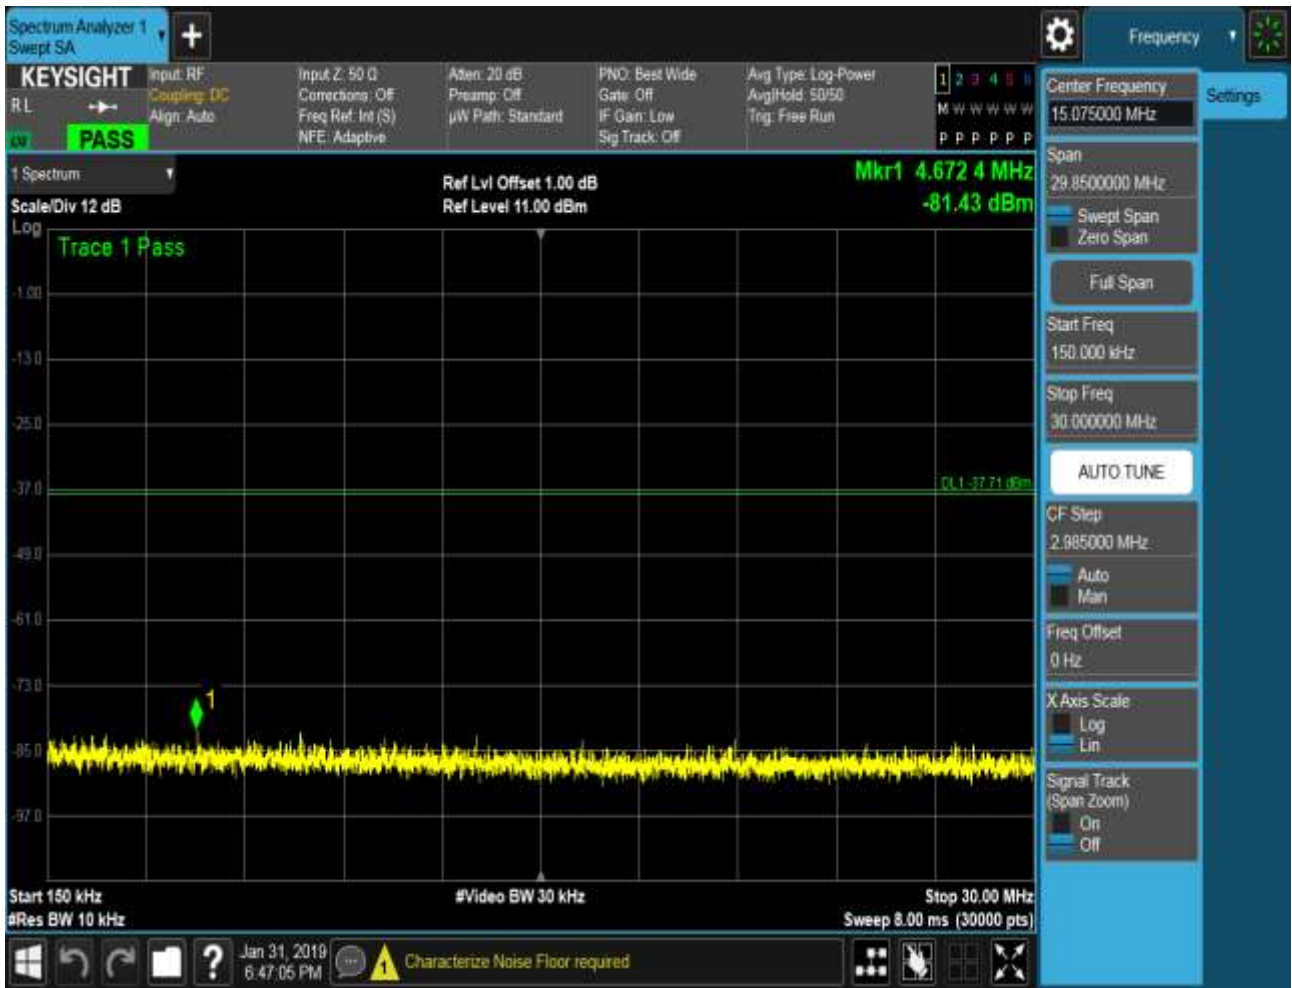 Spectrum Analyzer 1
Swept SA
Frequency
KEYSIGHT
RL
PASS
Input: RF
Coupling: DC
Align: Auto
Input Z: 50 Ω
Corrections: Off
Freq Ref: Int (S)
NFE: Adaptive
Atten: 20 dB
Preamp: Off
µW Path: Standard
PNO: Best Wide
Gate: Off
IF Gain: Low
Sig Track: Off
Avg Type: Log-Power
Avg|Hold: 50/50
Trig: Free Run
1 2 3 4 5 6
M W W W W W
P P P P P P
1 Spectrum
Scale/Div 12 dB
Log
Ref Lvl Offset 1.00 dB
Ref Level 11.00 dBm
Mkr1 4.672 4 MHz
-81.43 dBm
Trace 1 Pass
-1.00
-13.0
-25.0
-37.0
DL1 -37.71 dBm
-49.0
-61.0
-73.0
1
-85.0
-97.0
Start 150 kHz
#Video BW 30 kHz
Stop 30.00 MHz
#Res BW 10 kHz
Sweep 8.00 ms (30000 pts)
Jan 31, 2019
6:47:05 PM
Characterize Noise Floor required
Center Frequency
15.075000 MHz
Settings
Span
29.8500000 MHz
Swept Span
Zero Span
Full Span
Start Freq
150.000 kHz
Stop Freq
30.000000 MHz
AUTO TUNE
CF Step
2.985000 MHz
Auto
Man
Freq Offset
0 Hz
X Axis Scale
Log
Lin
Signal Track
(Span Zoom)
On
Off